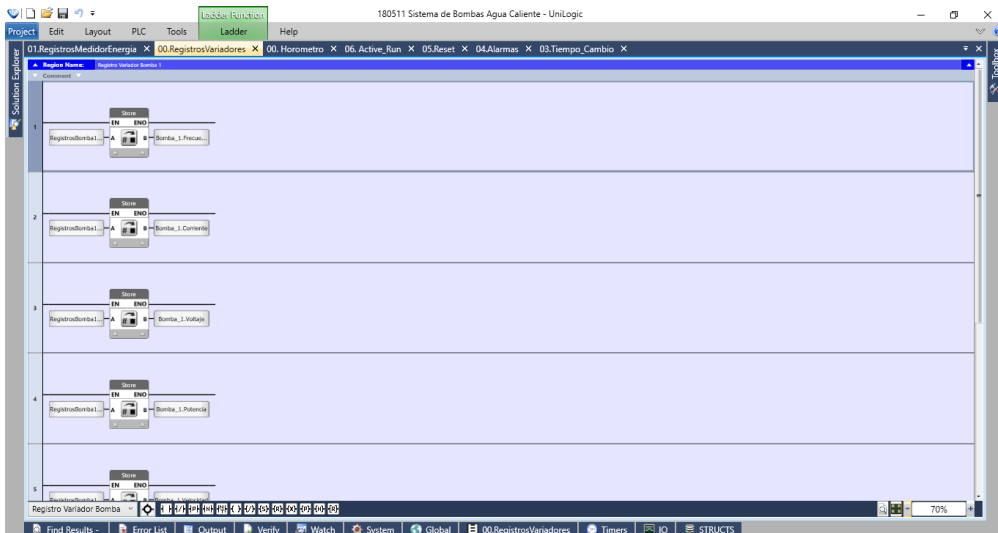 Ladder Function
180511 Sistema de Bombas Agua Caliente - UniLogic
Project Edit Layout PLC Tools Ladder Help
01.RegistrosMedidorEnergia X 00.RegistrosVariadores X 00. Horometro X 06. Active_Run X 05.Reset X 04.Alarmas X 03.Tiempo_Cambio X
Solution Explorer
Toolbox
Region Name: Registro Variador Bomba 1
Comment
1
Store
EN ENO
RegistrosBomba1... A B Bomba_1.Frecue...
2
Store
EN ENO
RegistrosBomba1... A B Bomba_1.Corriente
3
Store
EN ENO
RegistrosBomba1... A B Bomba_1.Voltaje
4
Store
EN ENO
RegistrosBomba1... A B Bomba_1.Potencia
5
Store
EN ENO
RegistrosBomba1... A B Bomba_1.Velocidad
Registro Variador Bomba
70%
Find Results - Error List Output Verify Watch System Global 00.RegistrosVariadores Timers IO STRUCTS